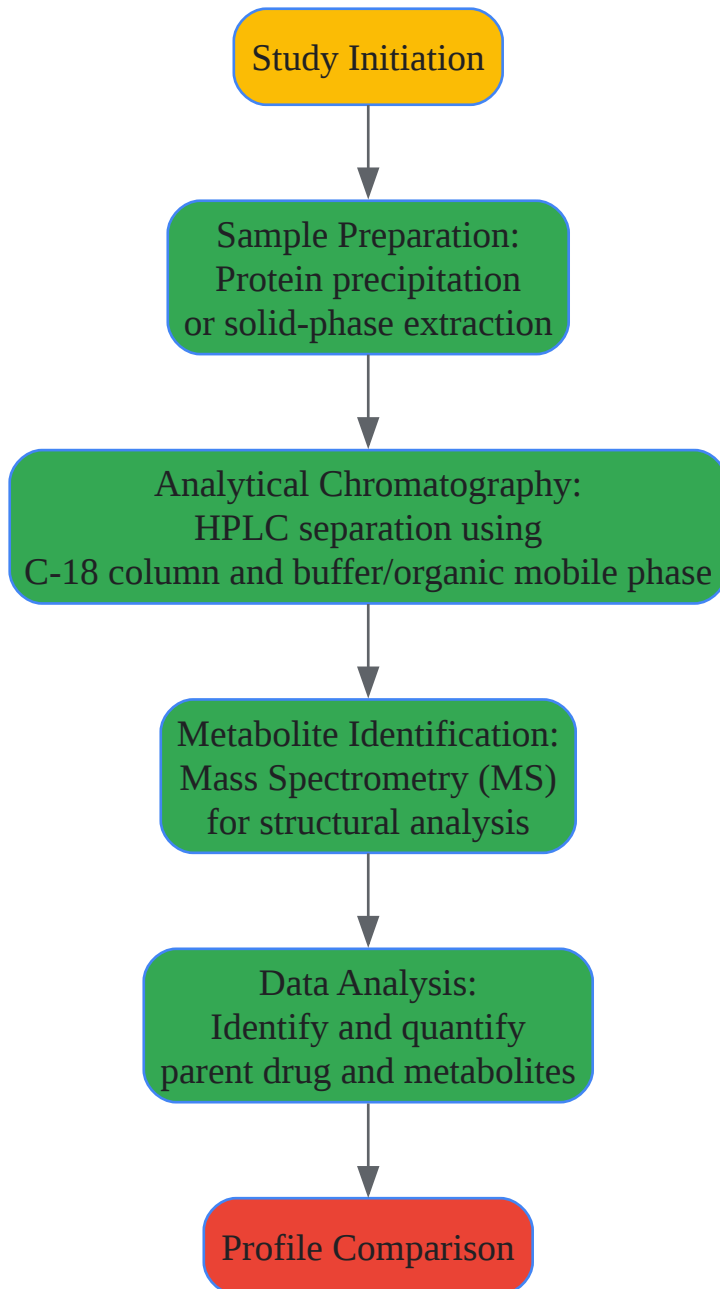 Study Initiation
Sample Preparation:
Protein precipitation
or solid-phase extraction
Analytical Chromatography:
HPLC separation using
C-18 column and buffer/organic mobile phase
Metabolite Identification:
Mass Spectrometry (MS)
for structural analysis
Data Analysis:
Identify and quantify
parent drug and metabolites
Profile Comparison